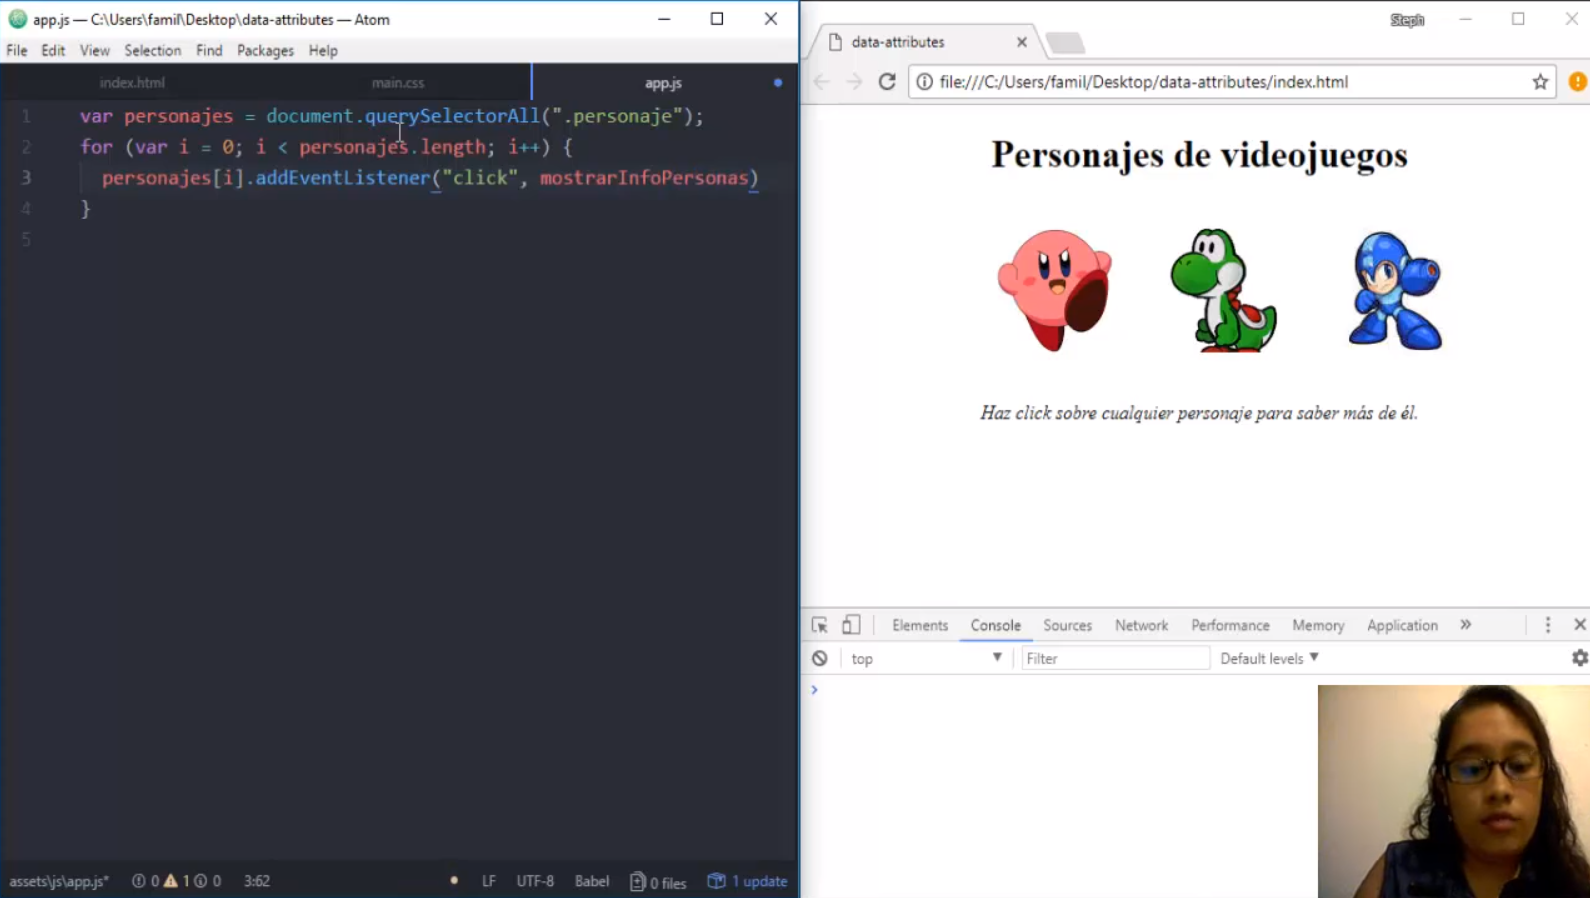 app.js — C:\Users\famil\Desktop\data-attributes — Atom
File Edit View Selection Find Packages Help
index.html main.css app.js
1 var personajes = document.querySelectorAll(".personaje");
2 for (var i = 0; i < personajes.length; i++) {
3 personajes[i].addEventListener("click", mostrarInfoPersonas)
4 }
5
assets\js\app.js* 0 1 0 3:62 LF UTF-8 Babel 0 files 1 update
Steph
data-attributes
file:///C:/Users/famil/Desktop/data-attributes/index.html
Personajes de videojuegos
Haz click sobre cualquier personaje para saber más de él.
Elements Console Sources Network Performance Memory Application »
top Filter Default levels